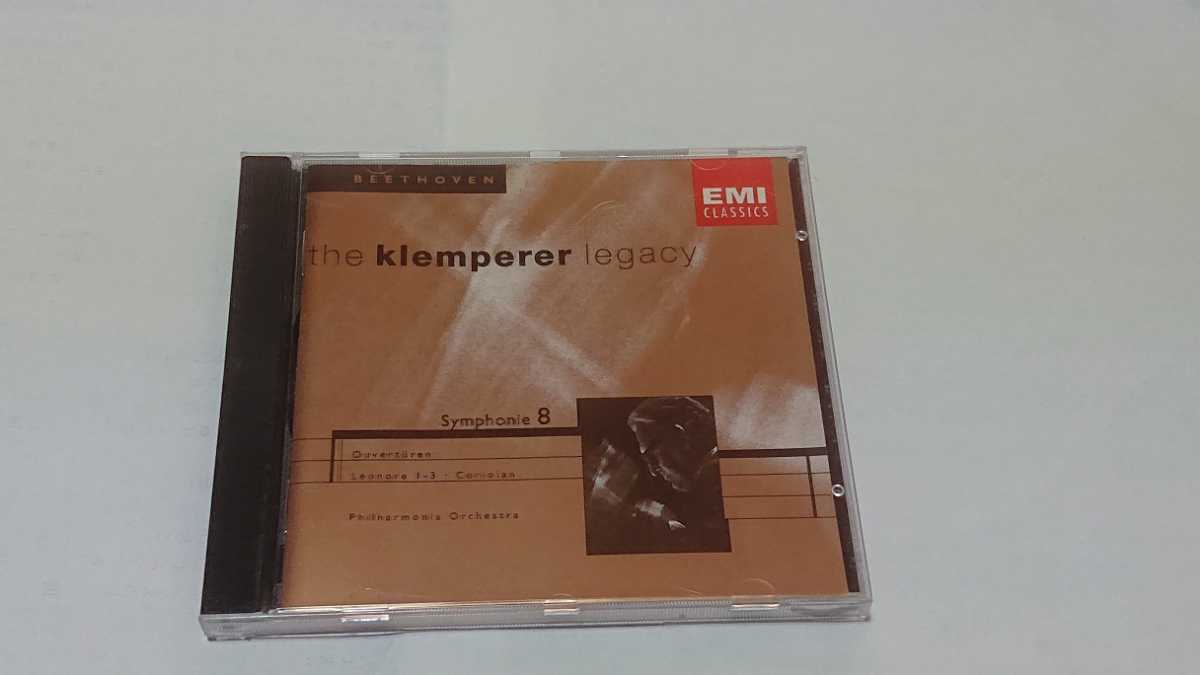 BEETHOVEN
EMI
CLASSICS
the klemperer legacy
Symphonie 8
Ouvertüren
Leonore 1-3 · Coriolan
Philharmonia Orchestra